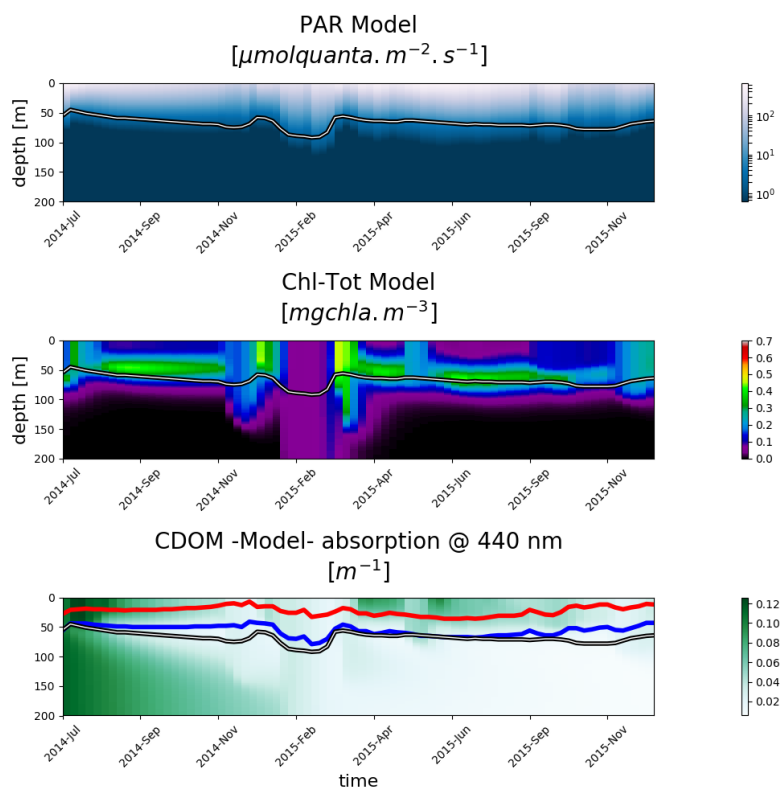 PAR Model
[μmolquanta.m⁻².s⁻¹]
0
50
100
150
200
depth [m]
2014-Jul
2014-Sep
2014-Nov
2015-Feb
2015-Apr
2015-Jun
2015-Sep
2015-Nov
10²
10¹
10⁰
Chl-Tot Model
[mgchla.m⁻³]
0
50
100
150
200
depth [m]
2014-Jul
2014-Sep
2014-Nov
2015-Feb
2015-Apr
2015-Jun
2015-Sep
2015-Nov
0.7
0.6
0.5
0.4
0.3
0.2
0.1
0.0
CDOM -Model- absorption @ 440 nm
[m⁻¹]
0
50
100
150
200
depth [m]
2014-Jul
2014-Sep
2014-Nov
2015-Feb
2015-Apr
2015-Jun
2015-Sep
2015-Nov
time
0.12
0.10
0.08
0.06
0.04
0.02